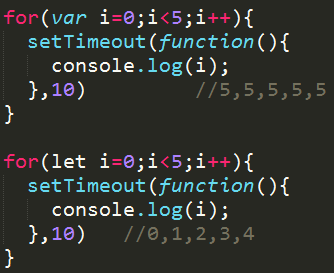 for(var i=0;i<5;i++){
  setTimeout(function(){
    console.log(i);
  },10)          //5,5,5,5,5
}

for(let i=0;i<5;i++){
  setTimeout(function(){
    console.log(i);
  },10)   //0,1,2,3,4
}